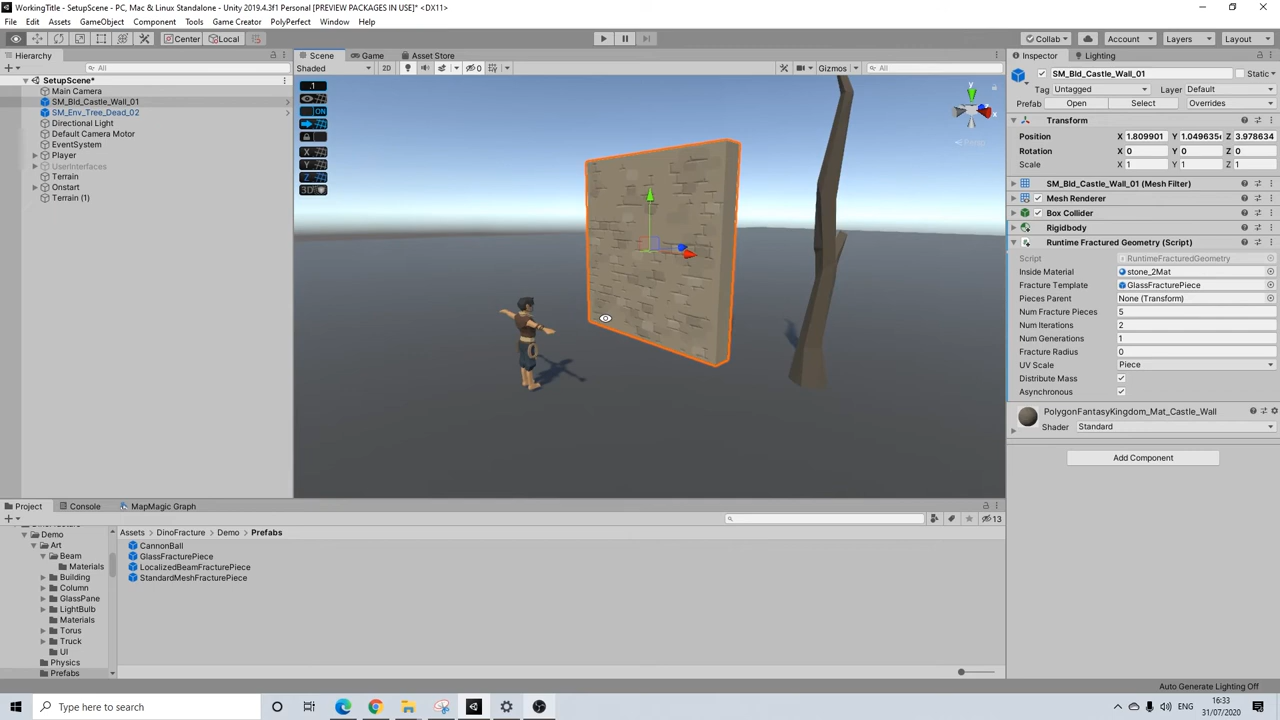 WorkingTitle - SetupScene - PC, Mac & Linux Standalone - Unity 2019.4.3f1 Personal [PREVIEW PACKAGES IN USE]* <DX11>
File Edit Assets GameObject Component Tools Game Creator PolyPerfect Window Help
Center Local Collab Account Layers Layout
Hierarchy
All
SetupScene*
Main Camera
SM_Bld_Castle_Wall_01
SM_Env_Tree_Dead_02
Directional Light
Default Camera Motor
EventSystem
Player
UserInterfaces
Terrain
Onstart
Terrain (1)
Scene Game Asset Store
Shaded 2D 0 Gizmos All
.1
ON
X
Y
Z
3D
y
x
Persp
Inspector Lighting
SM_Bld_Castle_Wall_01 Static
Tag Untagged Layer Default
Prefab Open Select Overrides
Transform
Position X 1.809901 Y 1.049635 Z 3.978634
Rotation X 0 Y 0 Z 0
Scale X 1 Y 1 Z 1
SM_Bld_Castle_Wall_01 (Mesh Filter)
Mesh Renderer
Box Collider
Rigidbody
Runtime Fractured Geometry (Script)
Script RuntimeFracturedGeometry
Inside Material stone_2Mat
Fracture Template GlassFracturePiece
Pieces Parent None (Transform)
Num Fracture Pieces 5
Num Iterations 2
Num Generations 1
Fracture Radius 0
UV Scale Piece
Distribute Mass
Asynchronous
PolygonFantasyKingdom_Mat_Castle_Wall
Shader Standard
Add Component
Project Console MapMagic Graph
13
Demo
Art
Beam
Materials
Building
Column
GlassPane
LightBulb
Materials
Torus
Truck
UI
Physics
Prefabs
Assets > DinoFracture > Demo > Prefabs
CannonBall
GlassFracturePiece
LocalizedBeamFracturePiece
StandardMeshFracturePiece
Auto Generate Lighting Off
Type here to search
ENG
16:33
31/07/2020